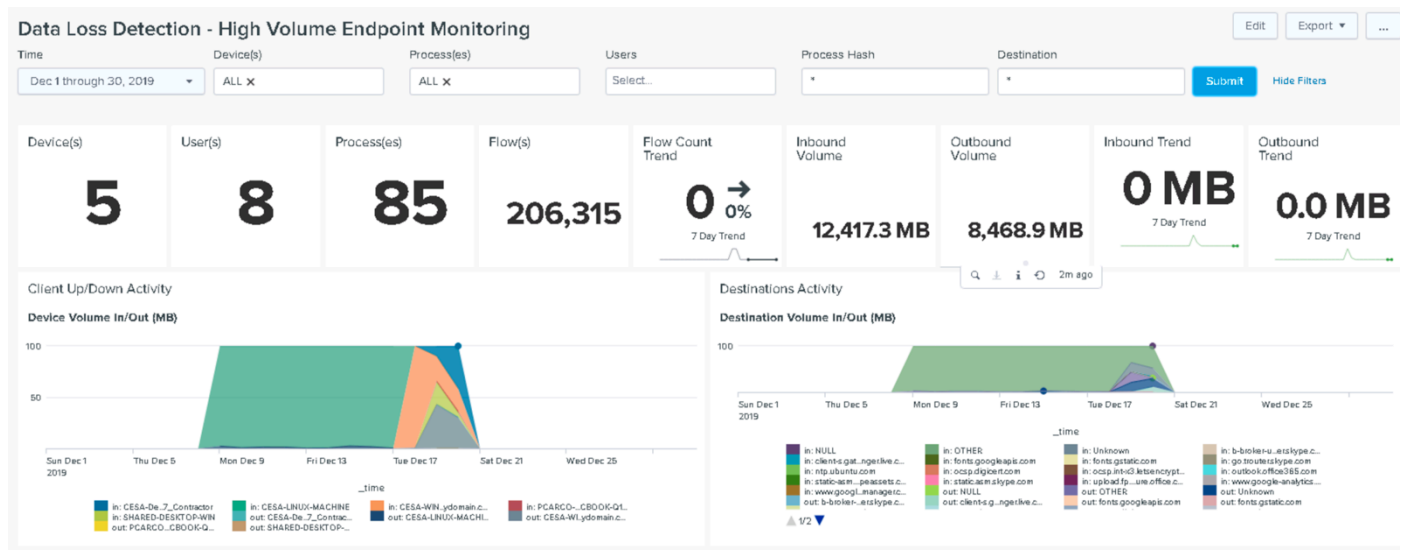 Data Loss Detection - High Volume Endpoint Monitoring
Edit Export ▼ ...
Time Device(s) Process(es) Users Process Hash Destination
Dec 1 through 30, 2019 ALL × ALL × Select... * * Submit Hide Filters
Device(s) User(s) Process(es) Flow(s) Flow Count Trend Inbound Volume Outbound Volume Inbound Trend Outbound Trend
5 8 85 206,315 0 → 0% 12,417.3 MB 8,468.9 MB 0 MB 0.0 MB
7 Day Trend 7 Day Trend 7 Day Trend
2m ago
Client Up/Down Activity
Device Volume In/Out (MB)
100
50
Sun Dec 1 2019 Thu Dec 5 Mon Dec 9 Fri Dec 13 Tue Dec 17 Sat Dec 21 Wed Dec 25
_time
in: CESA-De...7_Contractor in: CESA-LINUX-MACHINE in: CESA-WIN...ydomain.c... in: PCARCO-...CBOOK-Q1...
in: SHARED-DESKTOP-WIN out: CESA-De...7_Contrac... out: CESA-LINUX-MACHI... out: CESA-WI...ydomain.c...
out: PCARCO...CBOOK-Q... out: SHARED-DESKTOP-...
Destinations Activity
Destination Volume In/Out (MB)
100
Sun Dec 1 2019 Thu Dec 5 Mon Dec 9 Fri Dec 13 Tue Dec 17 Sat Dec 21 Wed Dec 25
_time
in: NULL in: OTHER in: Unknown in: b-broker-u...erskype.c...
in: client-s.gat...nger.live.c... in: fonts.googleapis.com in: fonts.gstatic.com in: go.trouter.skype.com
in: ntp.ubuntu.com in: ocsp.digicert.com in: ocsp.int-x3.letsencrypt... in: outlook.office365.com
in: static-asm...peassets.c... in: static.asm.skype.com in: upload.fp...ure.office.c... in: www.google-analytics...
in: www.googl...manager.c... out: NULL out: OTHER out: Unknown
out: b-broker-...erskype.c... out: client-s.g...nger.live.c... out: fonts.googleapis.com out: fonts.gstatic.com
▲ 1/2 ▼